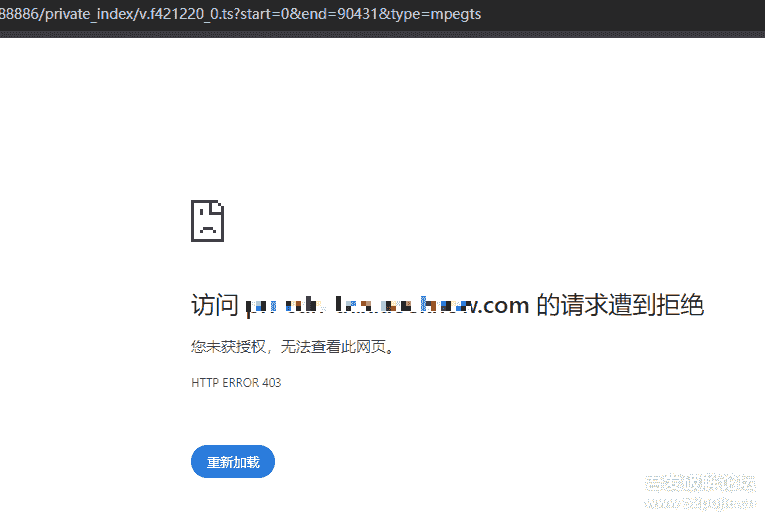 88886/private_index/v.f421220_0.ts?start=0&end=90431&type=mpegts
访问 .com 的请求遭到拒绝
您未获授权，无法查看此网页。
HTTP ERROR 403
重新加载